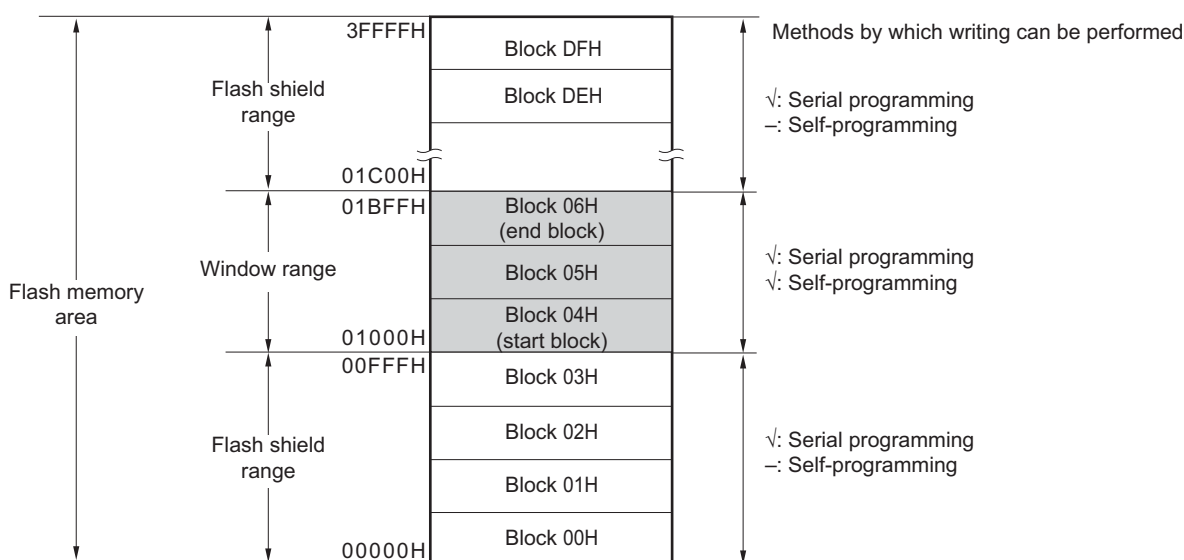 3FFFFH
Block DFH
Methods by which writing can be performed
Block DEH
Flash shield
range
√: Serial programming
–: Self-programming
01C00H
01BFFH
Block 06H
(end block)
Window range
Block 05H
√: Serial programming
√: Self-programming
Flash memory
area
Block 04H
(start block)
01000H
00FFFH
Block 03H
Flash shield
range
Block 02H
√: Serial programming
–: Self-programming
Block 01H
Block 00H
00000H